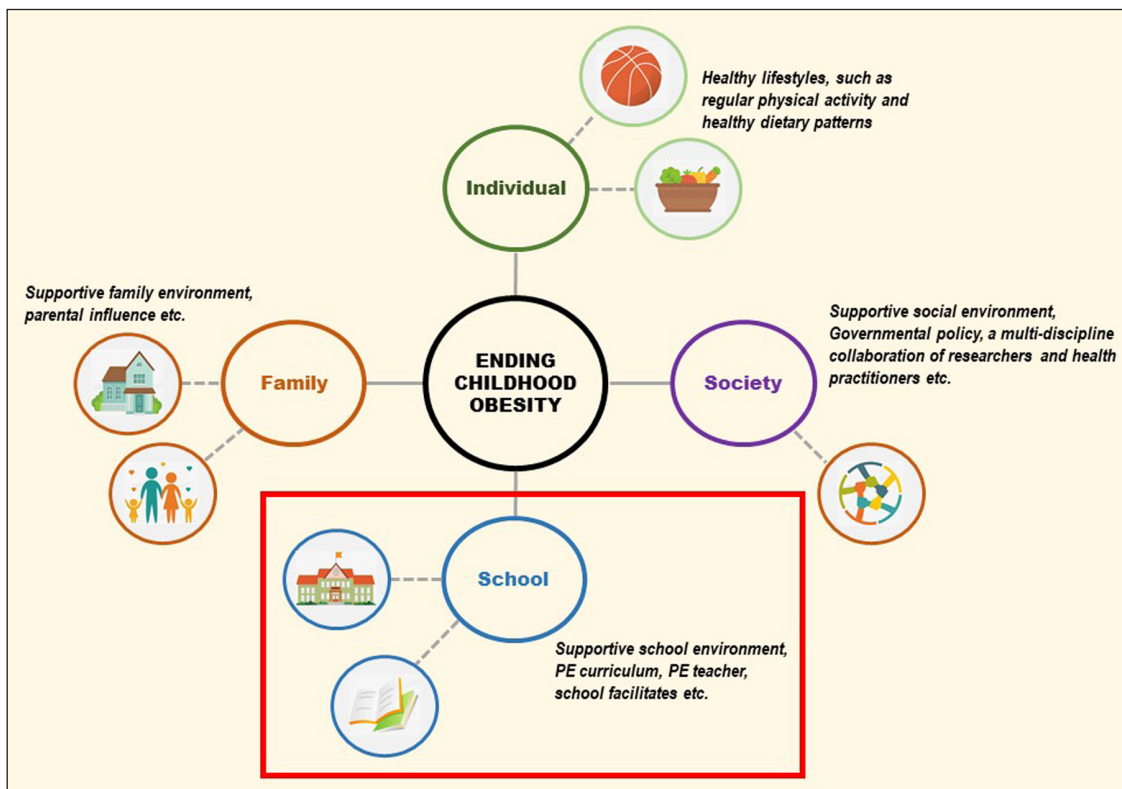 Healthy lifestyles, such as
regular physical activity and
healthy dietary patterns
Individual
Supportive family environment,
parental influence etc.
Family
ENDING
CHILDHOOD
OBESITY
Society
Supportive social environment,
Governmental policy, a multi-discipline
collaboration of researchers and health
practitioners etc.
School
Supportive school environment,
PE curriculum, PE teacher,
school facilitates etc.